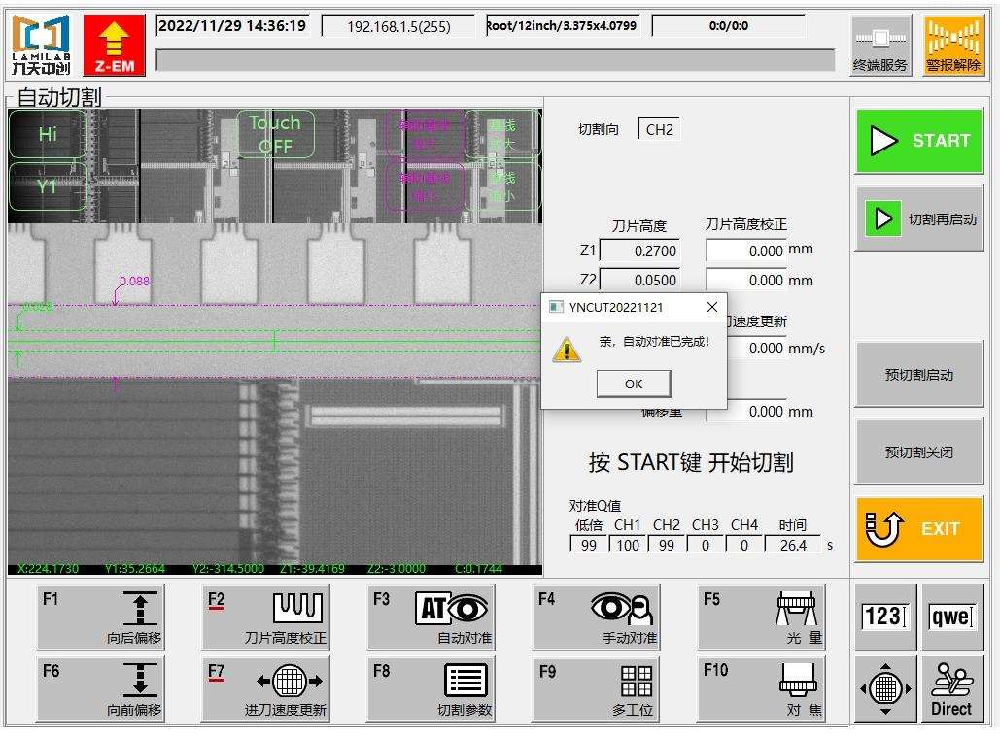 LAMILAB
九天中创
Z-EM
2022/11/29 14:36:19
192.168.1.5(255)
Root/12inch/3.375x4.0799
0:0/0:0
终端服务
警报解除
自动切割
Hi
Touch
OFF
辅助基线
放大
基线
放大
Y1
辅助基线
缩小
基线
缩小
0.088
0.028
X:224.1730 Y1:35.2664 Y2:-314.5000 Z1:-39.4169 Z2:-3.0000 C:0.1744
切割向 CH2
刀片高度 刀片高度校正
Z1 0.2700 0.000 mm
Z2 0.0500 0.000 mm
刀速度更新
0.000 mm/s
偏移量 0.000 mm
YNCUT20221121
亲，自动对准已完成!
OK
按 START键 开始切割
对准Q值
低倍 CH1 CH2 CH3 CH4 时间
99 100 99 0 0 26.4 s
START
切割再启动
预切割启动
预切割关闭
EXIT
F1 向后偏移
F2 刀片高度校正
F3 AT 自动对准
F4 手动对准
F5 光 量
123
qwe
F6 向前偏移
F7 进刀速度更新
F8 切割参数
F9 多工位
F10 对 焦
Direct